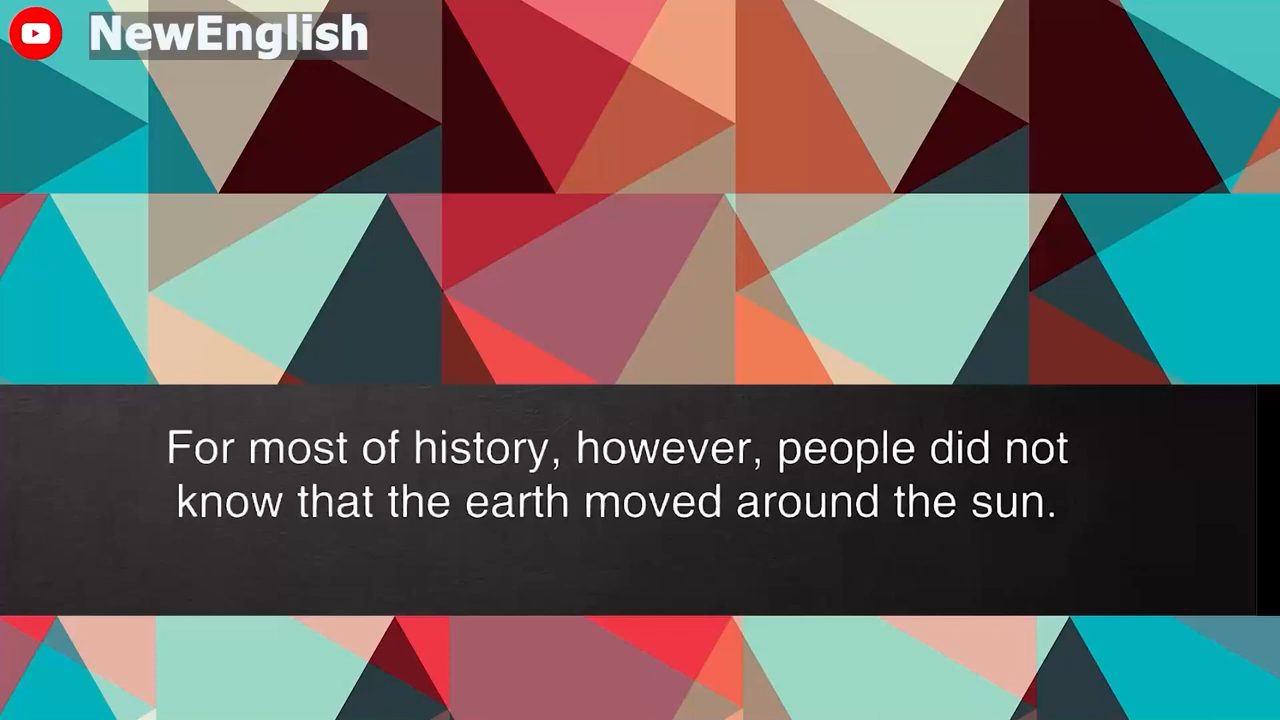 NewEnglish
For most of history, however, people did not
know that the earth moved around the sun.